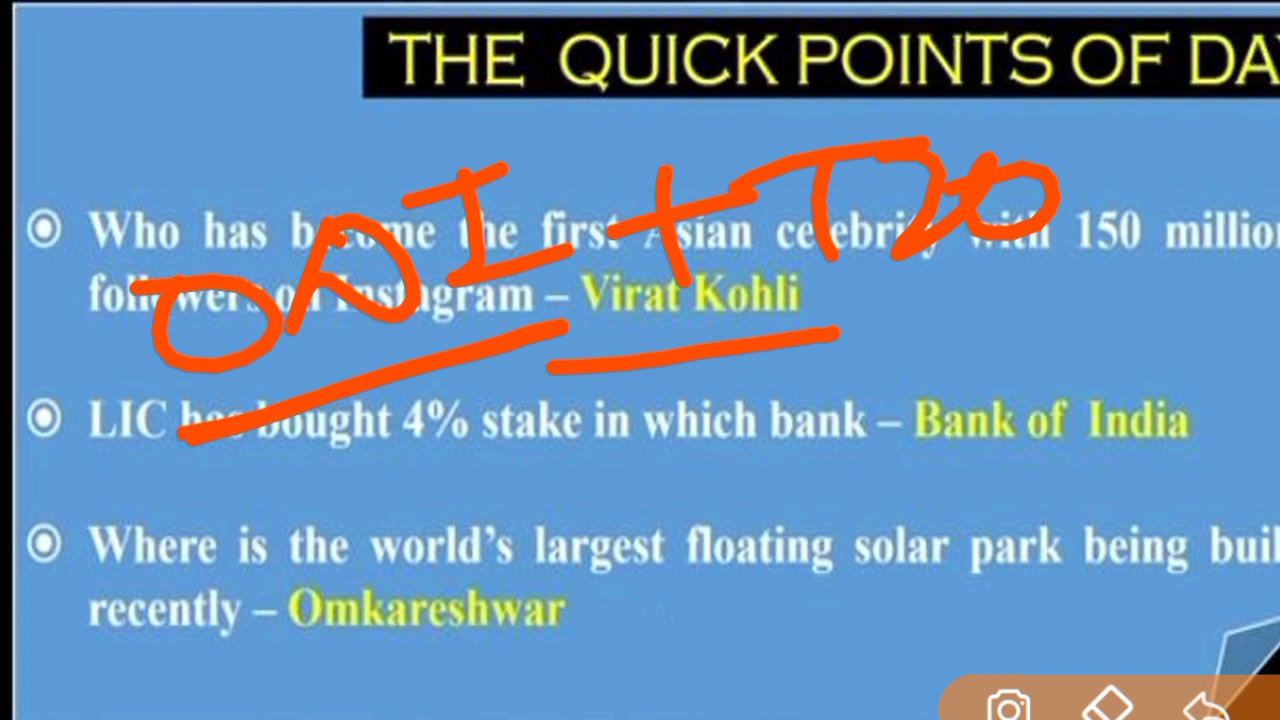 THE QUICK POINTS OF DA
ODI + T20
Who has become the first Asian celebrity with 150 million
followers on Instagram – Virat Kohli
LIC has bought 4% stake in which bank – Bank of India
Where is the world's largest floating solar park being buil
recently – Omkareshwar